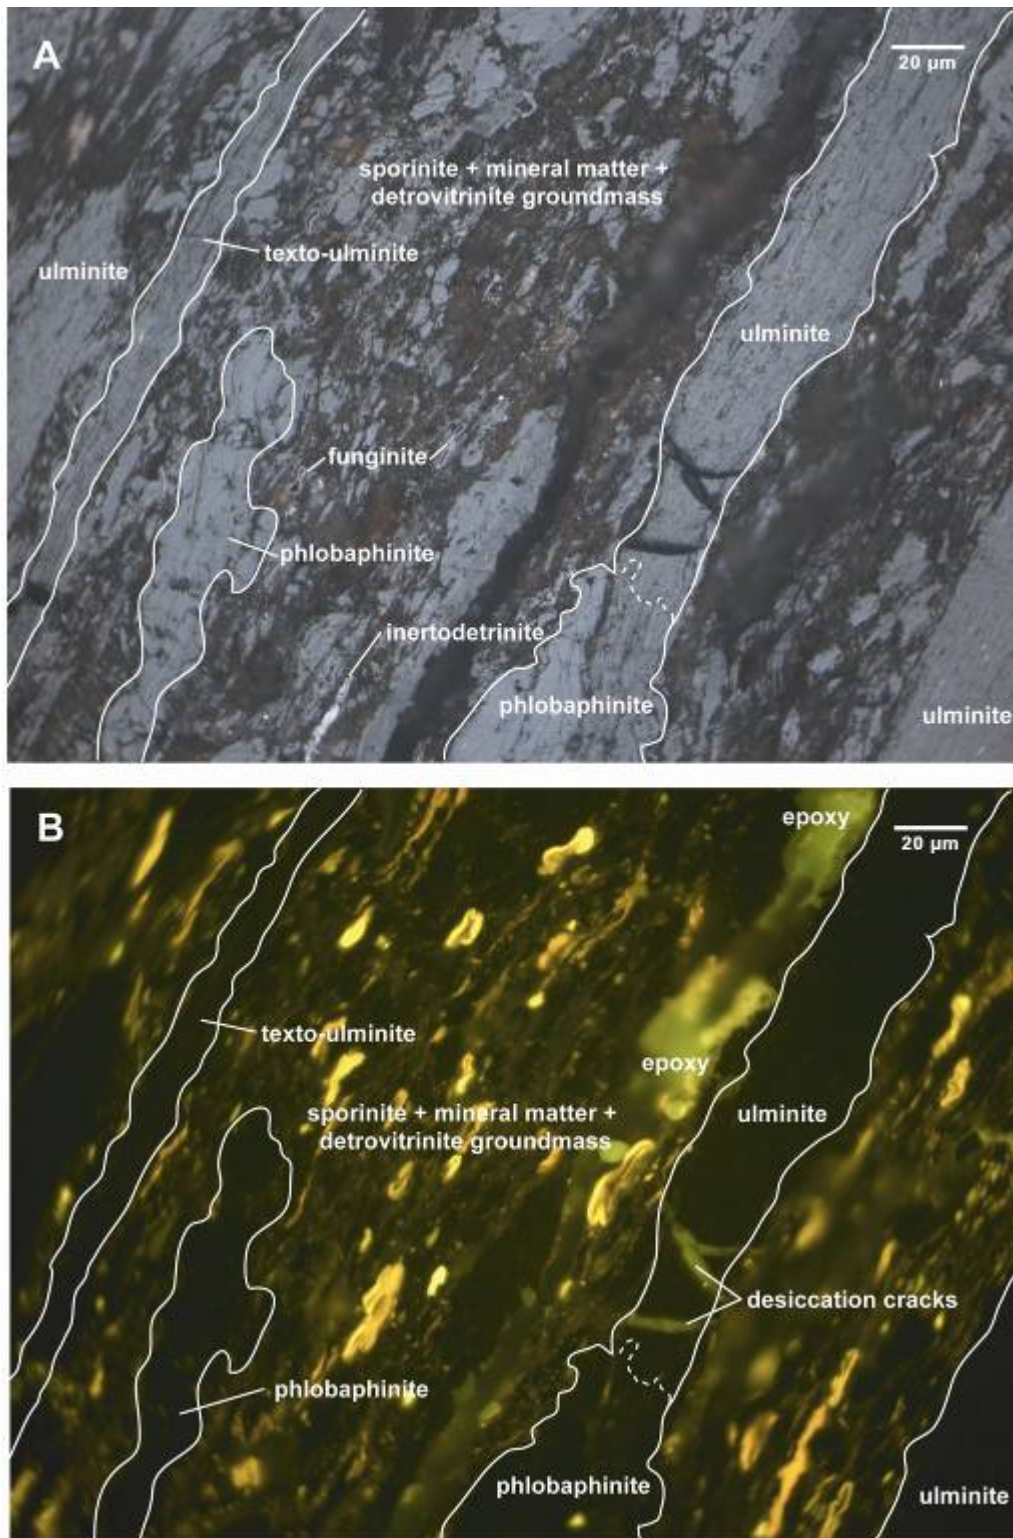 A
20 µm
sporinite + mineral matter +
detrovitrinite groundmass
texto-ulminite
ulminite
ulminite
funginite
phlobaphinite
inertodetrinite
phlobaphinite
ulminite
B
epoxy
20 µm
texto-ulminite
epoxy
sporinite + mineral matter +
detrovitrinite groundmass
ulminite
desiccation cracks
phlobaphinite
phlobaphinite
ulminite